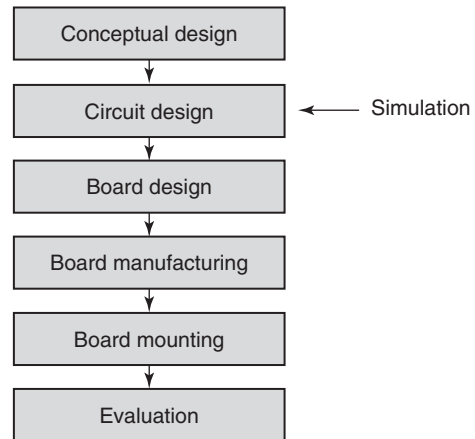 Conceptual design
Circuit design
Simulation
Board design
Board manufacturing
Board mounting
Evaluation